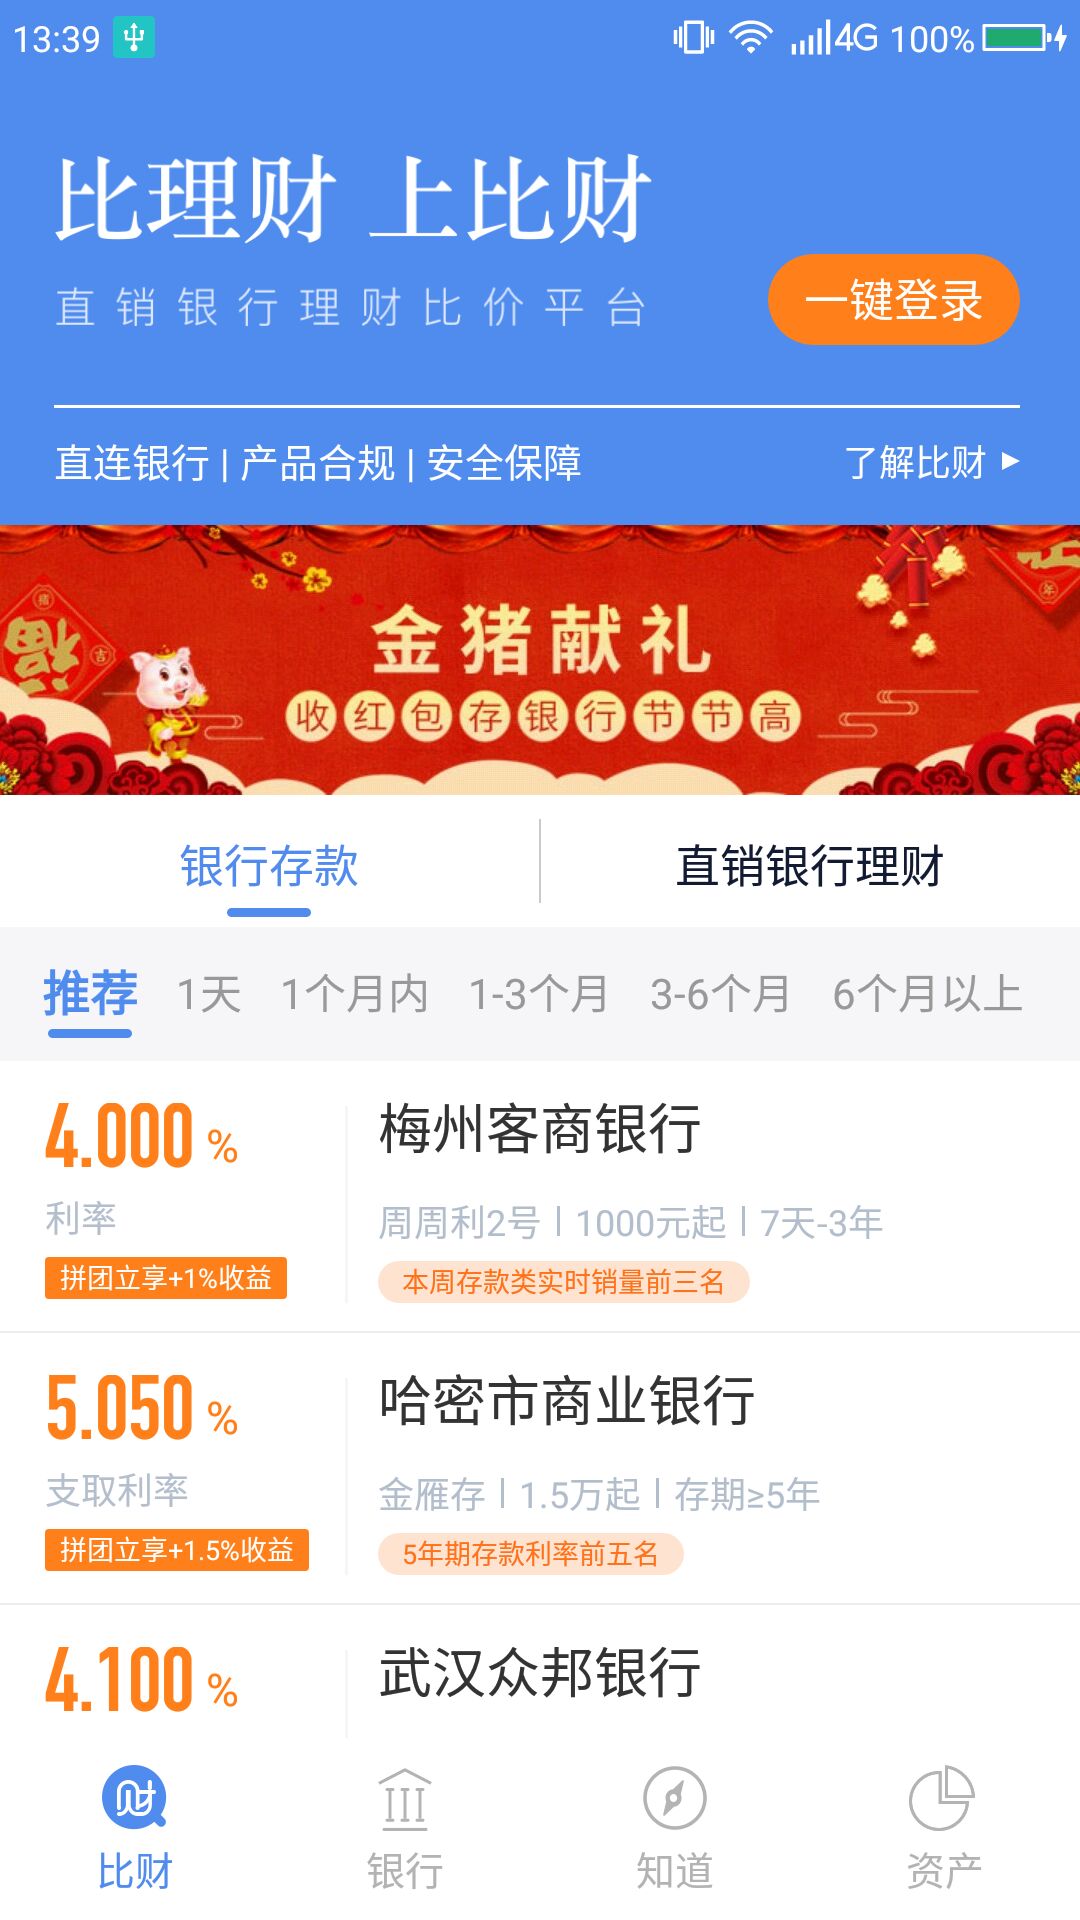 13:39 4G 100%
比理财 上比财
直销银行理财比价平台
一键登录
直连银行 | 产品合规 | 安全保障
了解比财
金猪献礼
收红包存银行节节高
福
猪
吉
年
银行存款
直销银行理财
推荐 1天 1个月内 1-3个月 3-6个月 6个月以上
4.000 %
利率
拼团立享+1%收益
梅州客商银行
周周利2号 | 1000元起 | 7天-3年
本周存款类实时销量前三名
5.050 %
支取利率
拼团立享+1.5%收益
哈密市商业银行
金雁存 | 1.5万起 | 存期≥5年
5年期存款利率前五名
4.100 %
武汉众邦银行
财
比财 银行 知道 资产